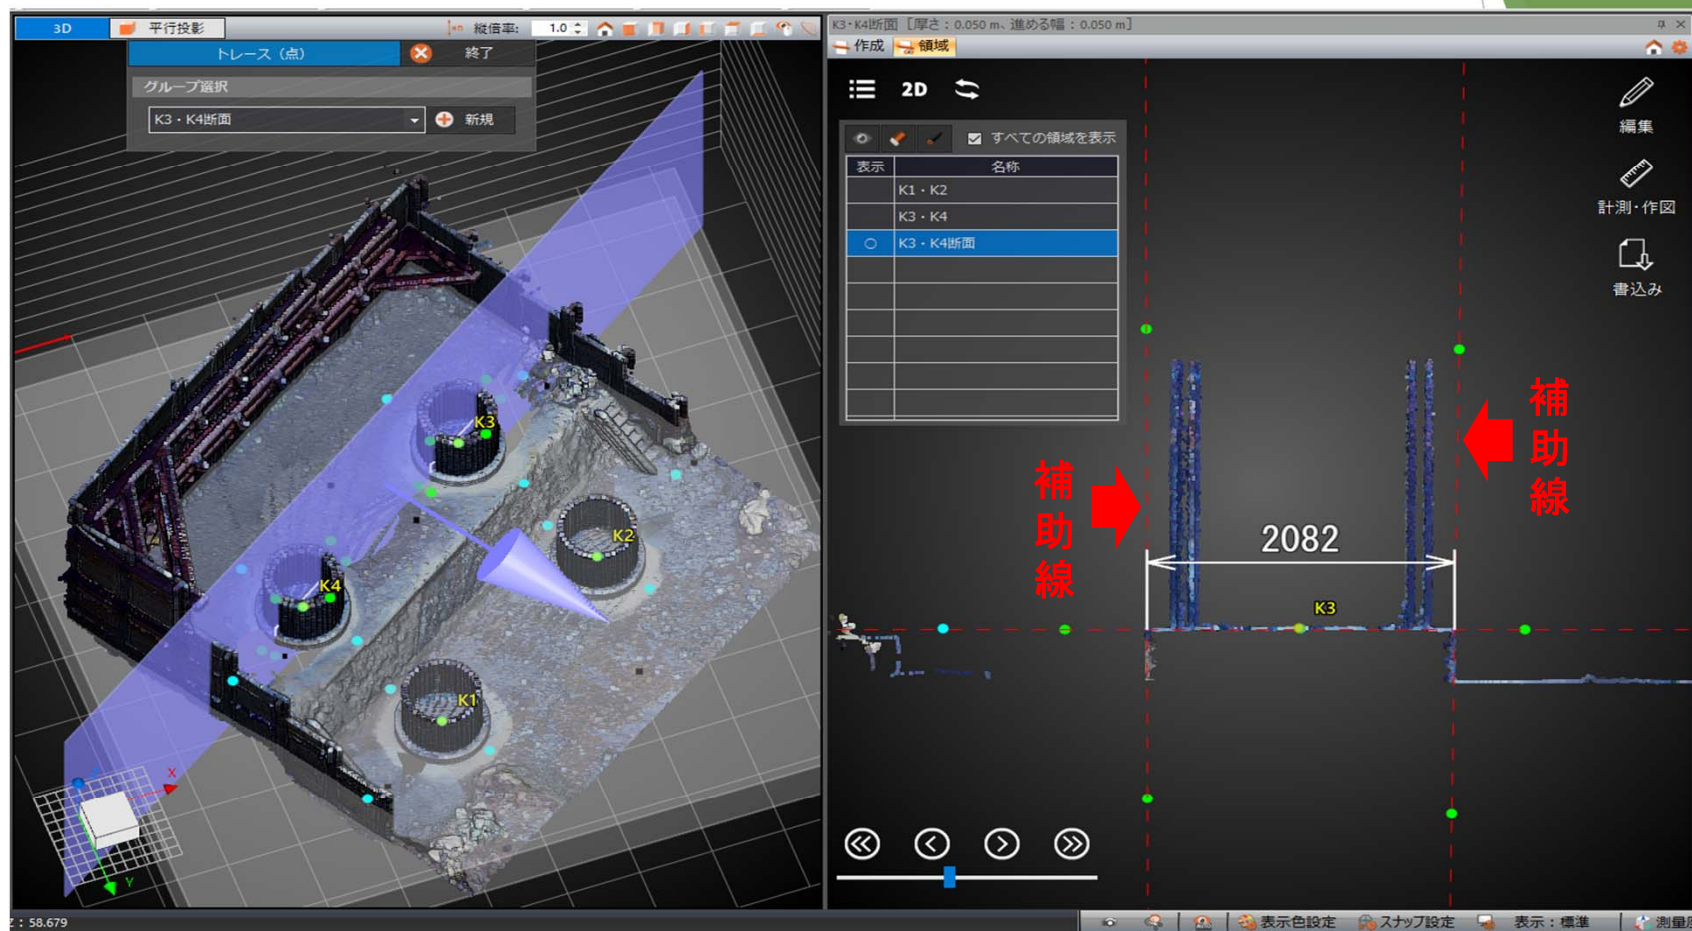 3D
平行投影
縦倍率:
1.0
トレース（点）
終了
グループ選択
K3・K4断面
新規
K3
K2
K4
K1
X
Y
Z : 58.679
K3・K4断面 [厚さ : 0.050 m、進める幅 : 0.050 m]
作成
領域
2D
すべての領域を表示
表示
名称
K1・K2
K3・K4
○
K3・K4断面
編集
計測・作図
書込み
補助線
補助線
2082
K3
表示色設定
スナップ設定
表示：標準